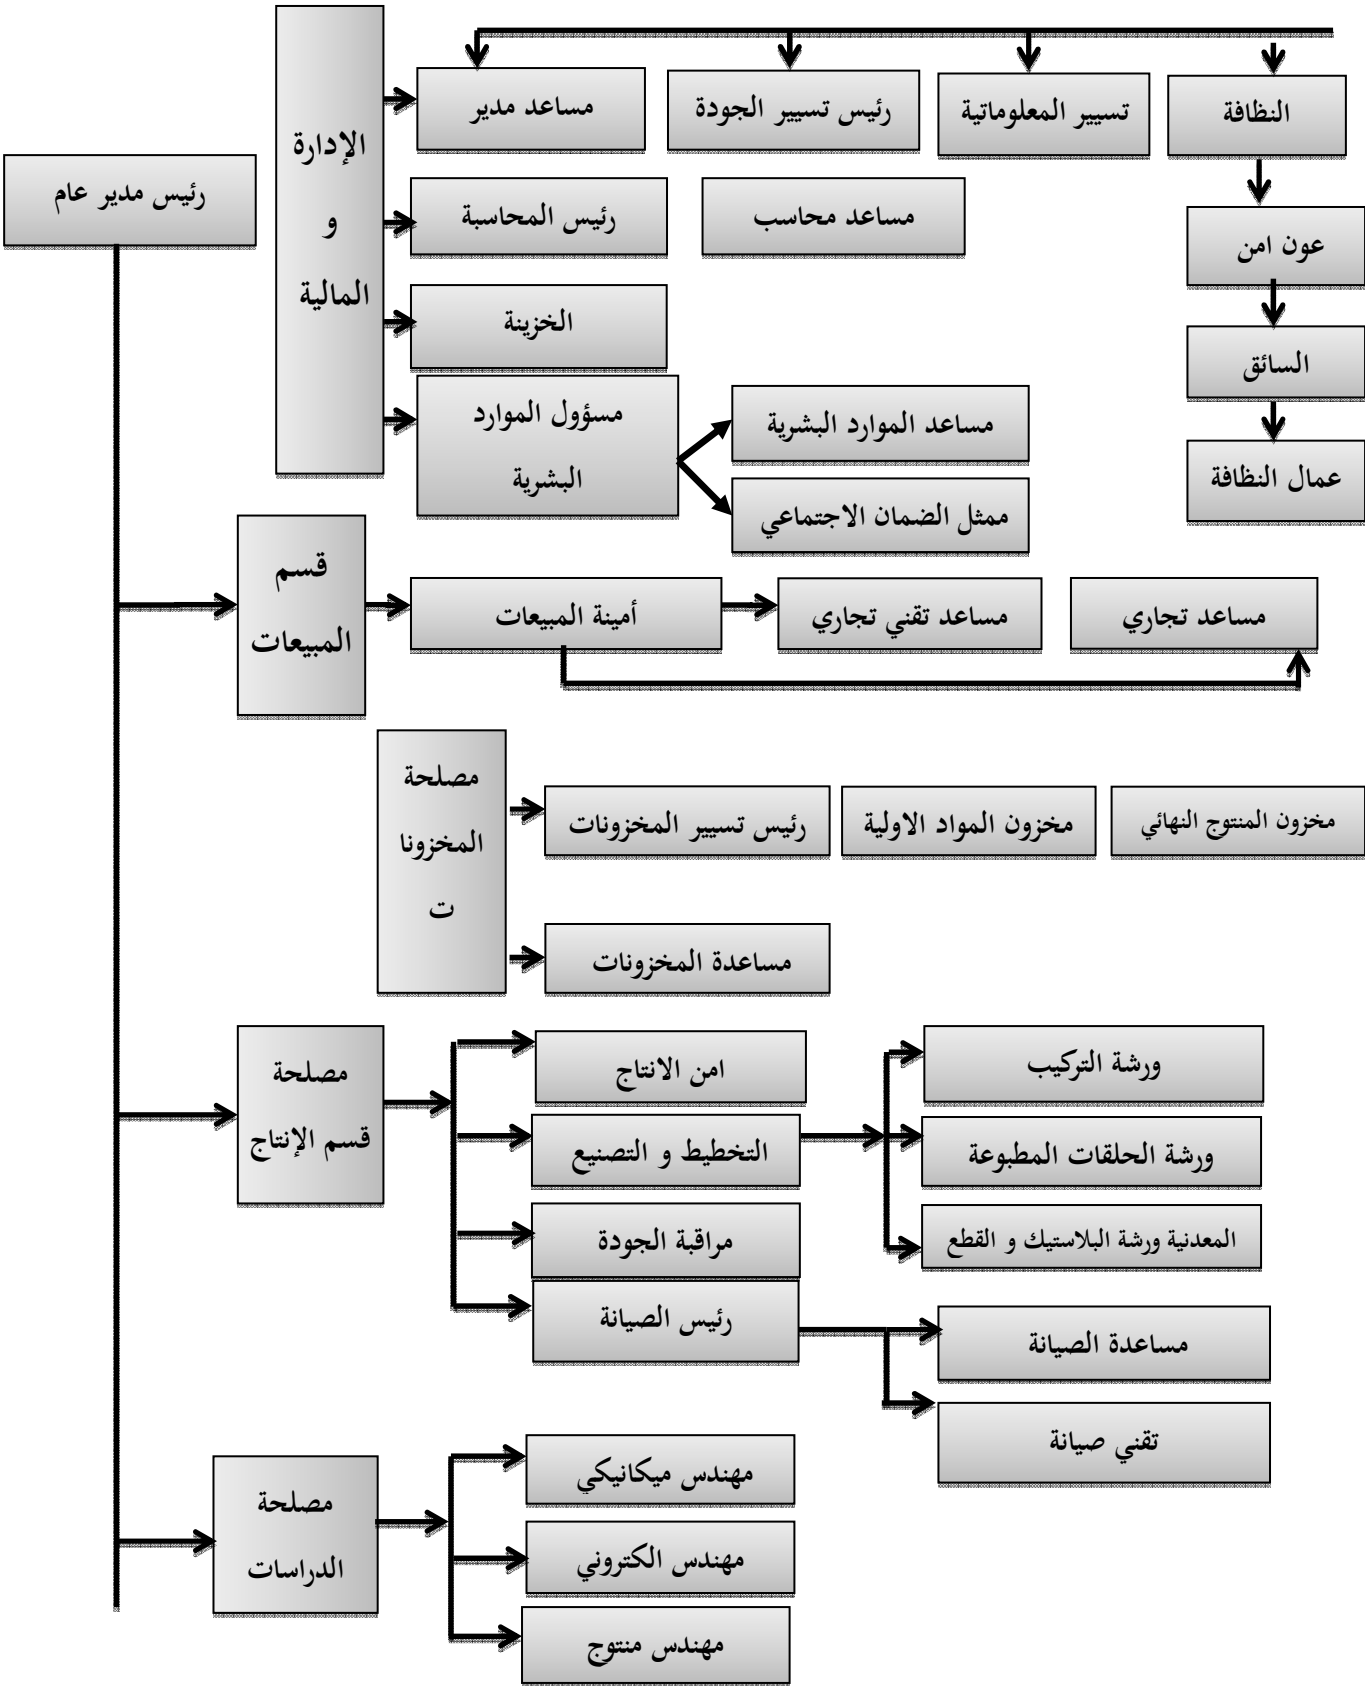 رئيس مدير عام
الإدارة
و
المالية
مساعد مدير
رئيس تسيير الجودة
تسيير المعلوماتية
النظافة
رئيس المحاسبة
مساعد محاسب
عون امن
الخزينة
السائق
مسؤول الموارد
البشرية
مساعد الموارد البشرية
عمال النظافة
ممثل الضمان الاجتماعي
قسم
المبيعات
أمينة المبيعات
مساعد تقني تجاري
مساعد تجاري
مصلحة
المخزونا
ت
رئيس تسيير المخزونات
مخزون المواد الاولية
مخزون المنتوج النهائي
مساعدة المخزونات
مصلحة
قسم الإنتاج
امن الانتاج
التخطيط و التصنيع
مراقبة الجودة
رئيس الصيانة
ورشة التركيب
ورشة الحلقات المطبوعة
المعدنية ورشة البلاستيك و القطع
مساعدة الصيانة
تقني صيانة
مصلحة
الدراسات
مهندس ميكانيكي
مهندس الكتروني
مهندس منتوج